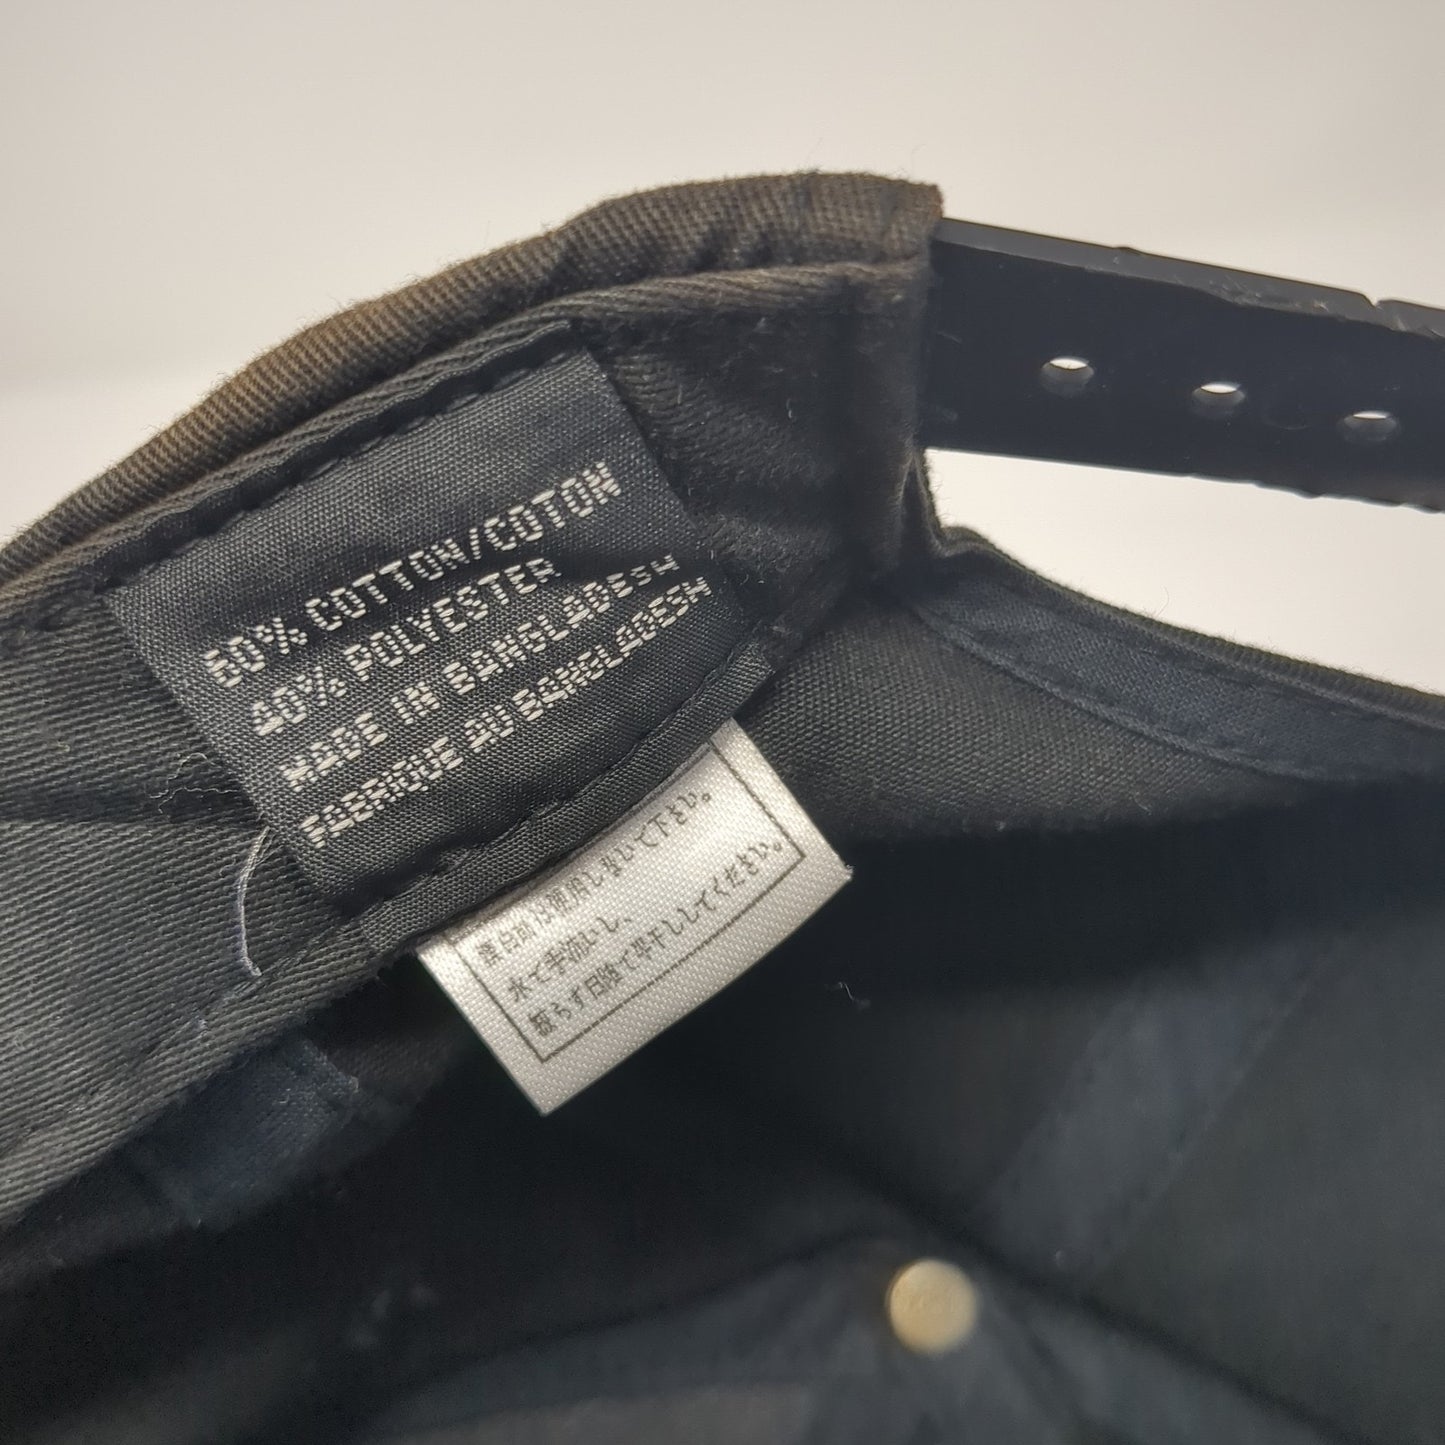 60% COTTON/COTON
40% POLYESTER
MADE IN BANGLADESH
FABRIQUE AU BANGLADESH
漂白剤は使用しないで下さい。
水で手洗いし、
絞らず日陰で平干ししてください。